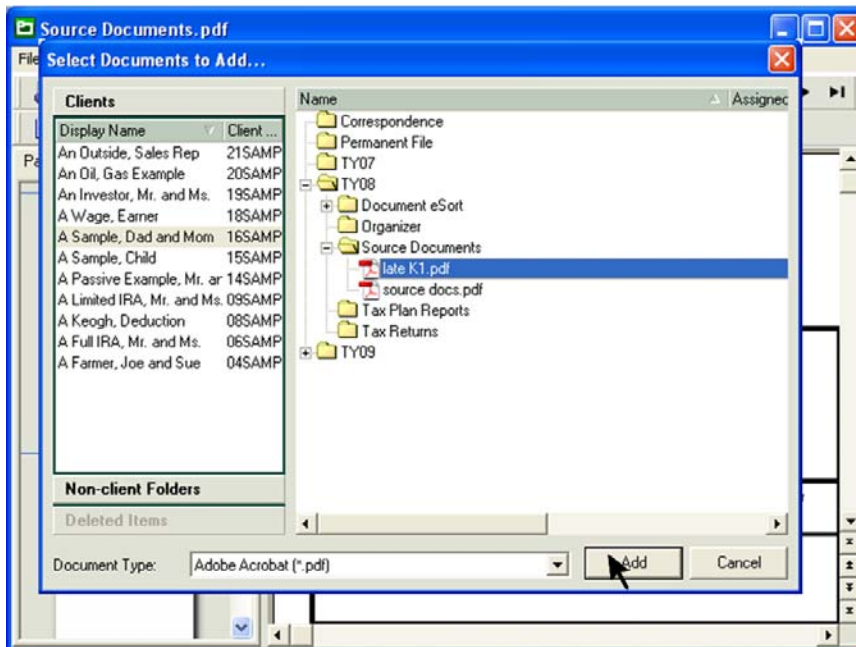 Source Documents.pdf
File
Select Documents to Add...
Clients
Display Name Client ...
An Outside, Sales Rep 21SAMP
An Oil, Gas Example 20SAMP
An Investor, Mr. and Ms. 19SAMP
A Wage, Earner 18SAMP
A Sample, Dad and Mom 16SAMP
A Sample, Child 15SAMP
A Passive Example, Mr. ar 14SAMP
A Limited IRA, Mr. and Ms. 09SAMP
A Keogh, Deduction 08SAMP
A Full IRA, Mr. and Ms. 06SAMP
A Farmer, Joe and Sue 04SAMP
Non-client Folders
Deleted Items
Name Assigned
Correspondence
Permanent File
TY07
TY08
Document eSort
Organizer
Source Documents
late K1.pdf
source docs.pdf
Tax Plan Reports
Tax Returns
TY09
Pa
Document Type: Adobe Acrobat (*.pdf) Add Cancel